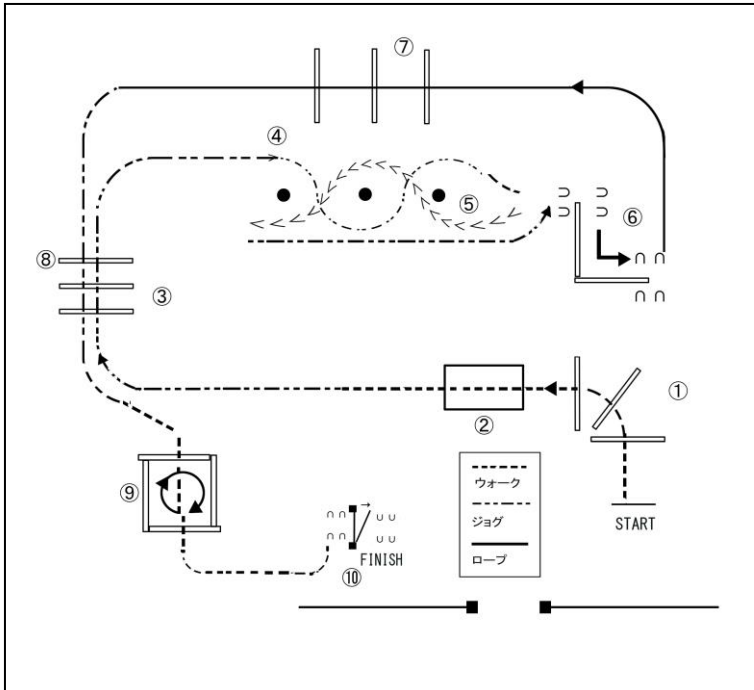 ⑦
④
⑤
⑥
⑧
③
①
②
ウォーク
ジョグ
ロープ
START
⑨
FINISH
⑩